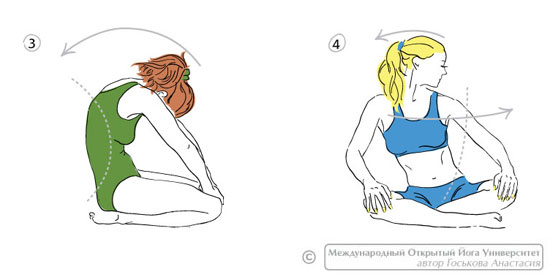 3
4
© Международный Открытый Йога Университет
автор Госькова Анастасия